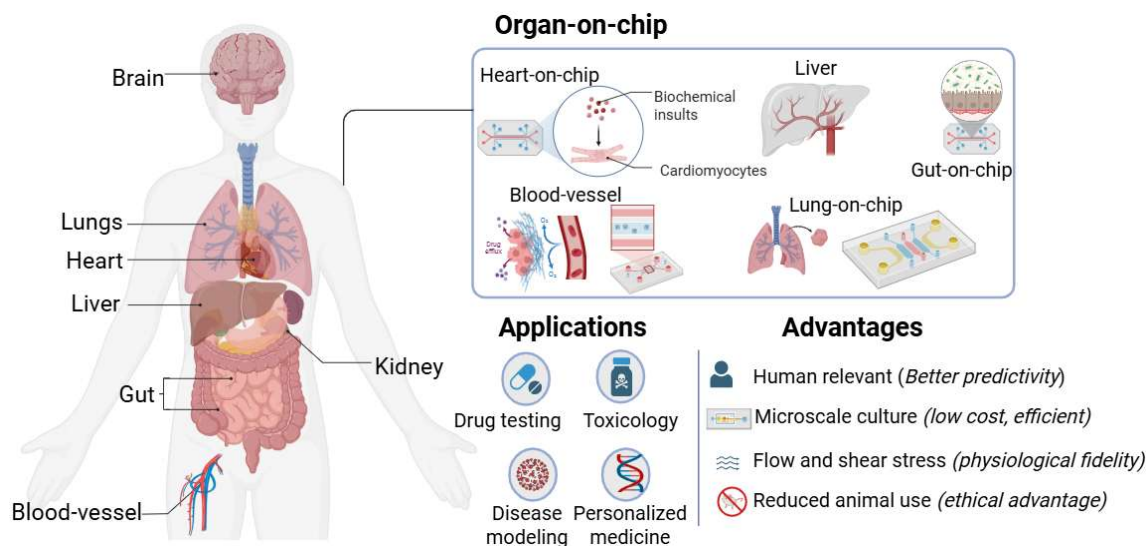 Organ-on-chip
Brain
Lungs
Heart
Liver
Kidney
Gut
Blood-vessel
Heart-on-chip
Biochemical
insults
Cardiomyocytes
Liver
Gut-on-chip
Blood-vessel
Drug
efflux
O₂
O₂
Lung-on-chip
Applications
Drug testing
Toxicology
Disease
modeling
Personalized
medicine
Advantages
Human relevant (Better predictivity)
Microscale culture (low cost, efficient)
Flow and shear stress (physiological fidelity)
Reduced animal use (ethical advantage)